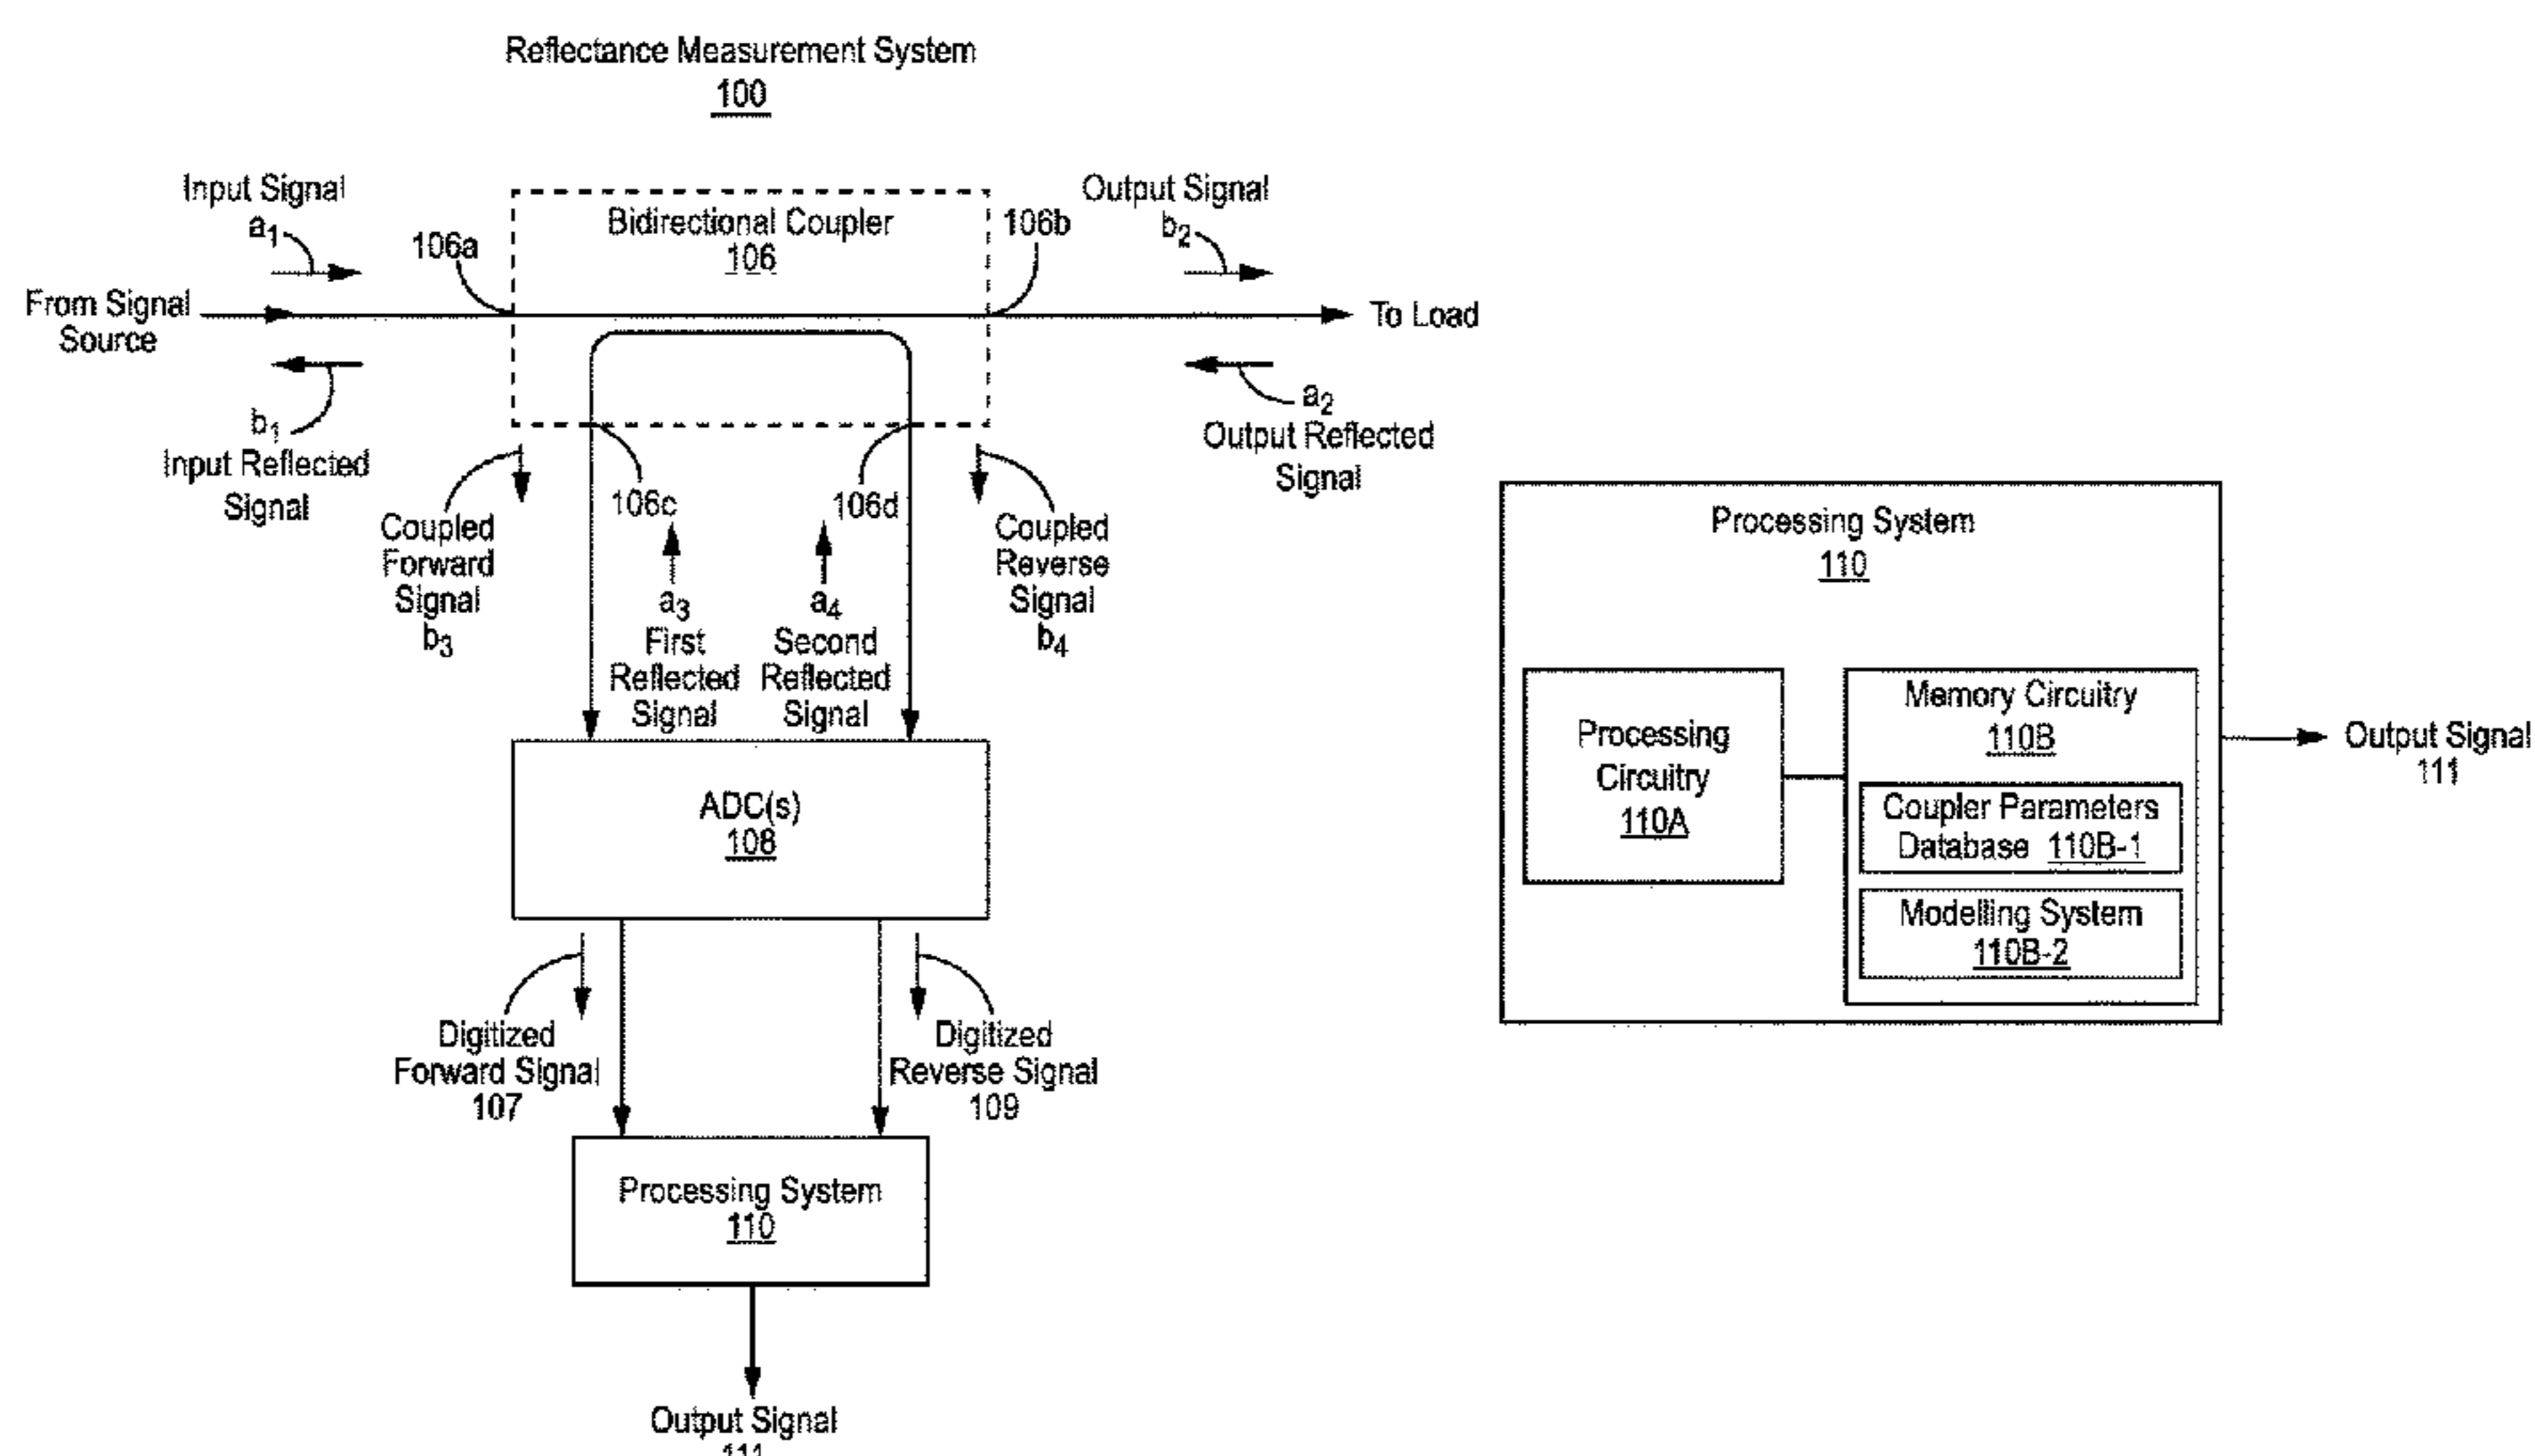 Reflectance Measurement System
100
Input Signal
a1
106a
Bidirectional Coupler
106
106b
Output Signal
b2
From Signal
Source
To Load
b1
Input Reflected
Signal
a2
Output Reflected
Signal
Coupled
Forward
Signal
b3
106c
a3
First
Reflected
Signal
106d
a4
Second
Reflected
Signal
Coupled
Reverse
Signal
b4
ADC(s)
108
Digitized
Forward Signal
107
Digitized
Reverse Signal
109
Processing System
110
Output Signal
111
Processing System
110
Processing
Circuitry
110A
Memory Circuitry
110B
Coupler Parameters
Database 110B-1
Modelling System
110B-2
Output Signal
111